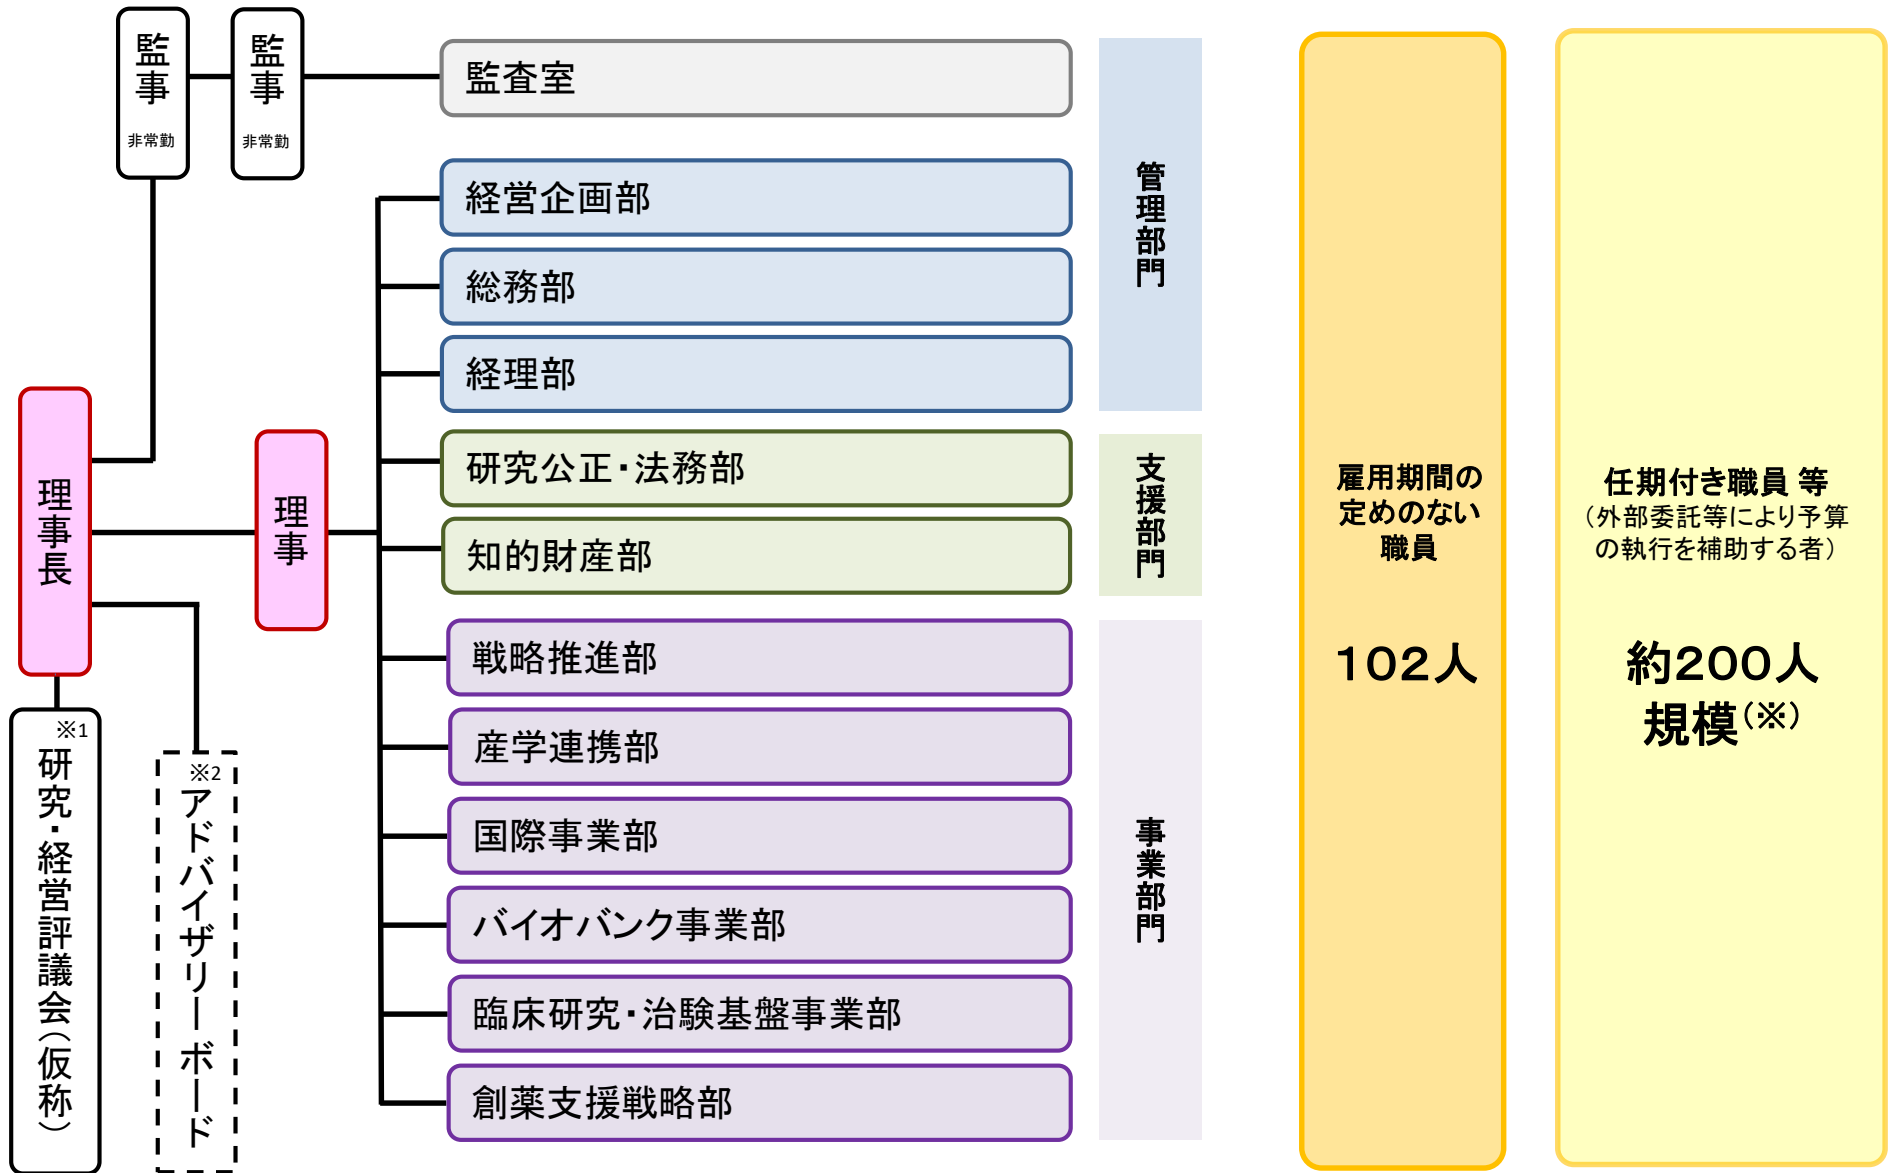 監事
非常勤
監事
非常勤
監査室
経営企画部
総務部
経理部
管理部門
理事長
理事
研究公正・法務部
知的財産部
支援部門
戦略推進部
産学連携部
国際事業部
バイオバンク事業部
臨床研究・治験基盤事業部
創薬支援戦略部
事業部門
※1
研究・経営評議会（仮称）
※2
アドバイザリーボード
雇用期間の
定めのない
職員
102人
任期付き職員 等
（外部委託等により予算
の執行を補助する者）
約200人
規模（※）